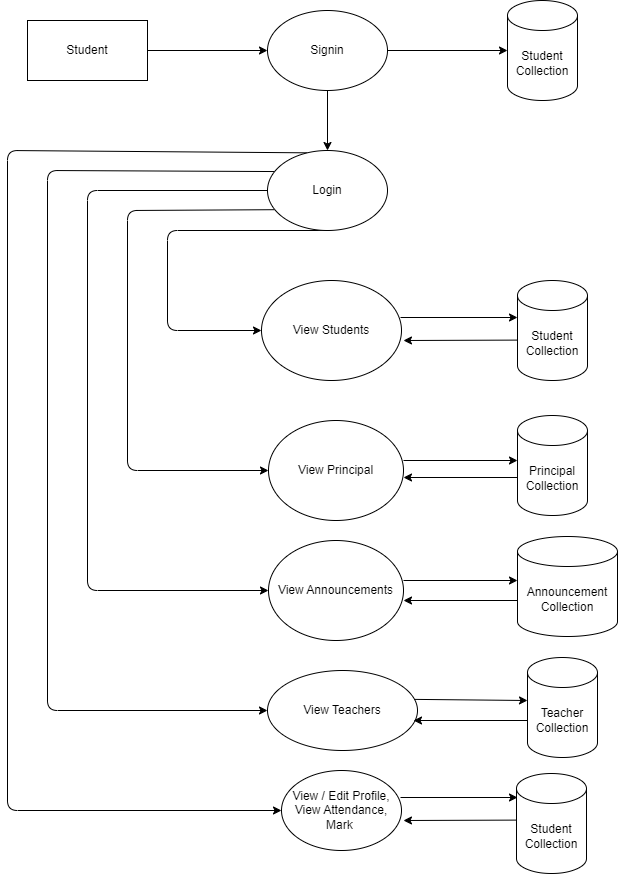 Student
Signin
Student
Collection
Login
View Students
Student
Collection
View Principal
Principal
Collection
View Announcements
Announcement
Collection
View Teachers
Teacher
Collection
View / Edit Profile,
View Attendance,
Mark
Student
Collection